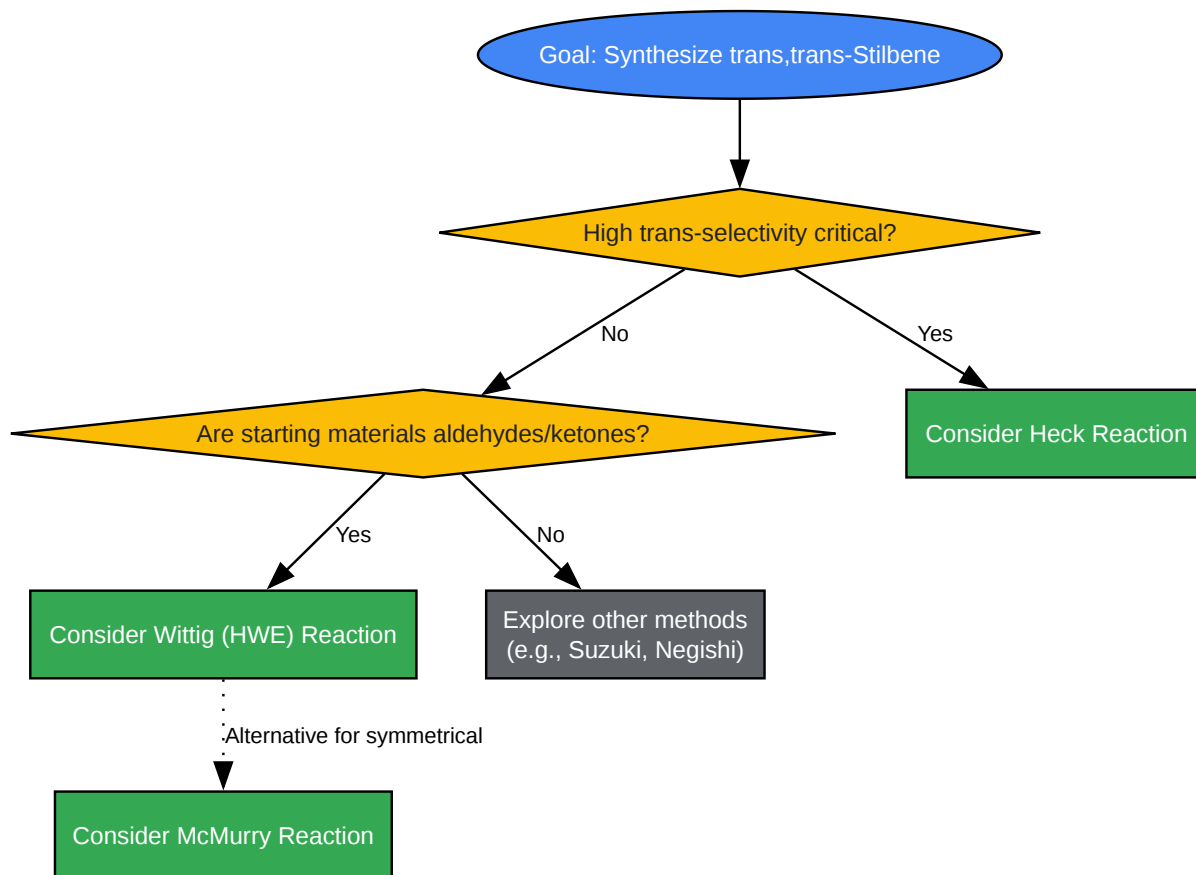 Goal: Synthesize trans,trans-Stilbene
High trans-selectivity critical?
No
Yes
Are starting materials aldehydes/ketones?
Consider Heck Reaction
Yes
No
Consider Wittig (HWE) Reaction
Explore other methods
(e.g., Suzuki, Negishi)
Alternative for symmetrical
Consider McMurry Reaction